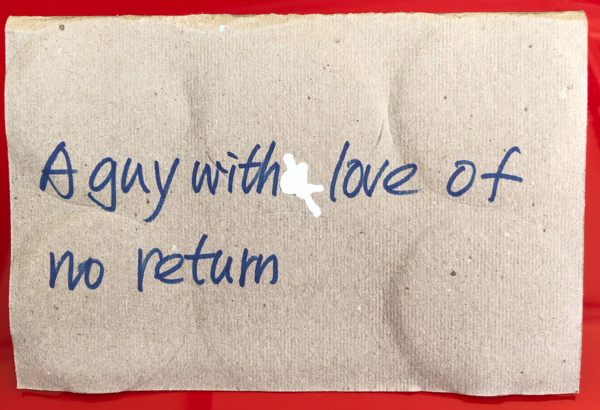 A guy with love of
no return